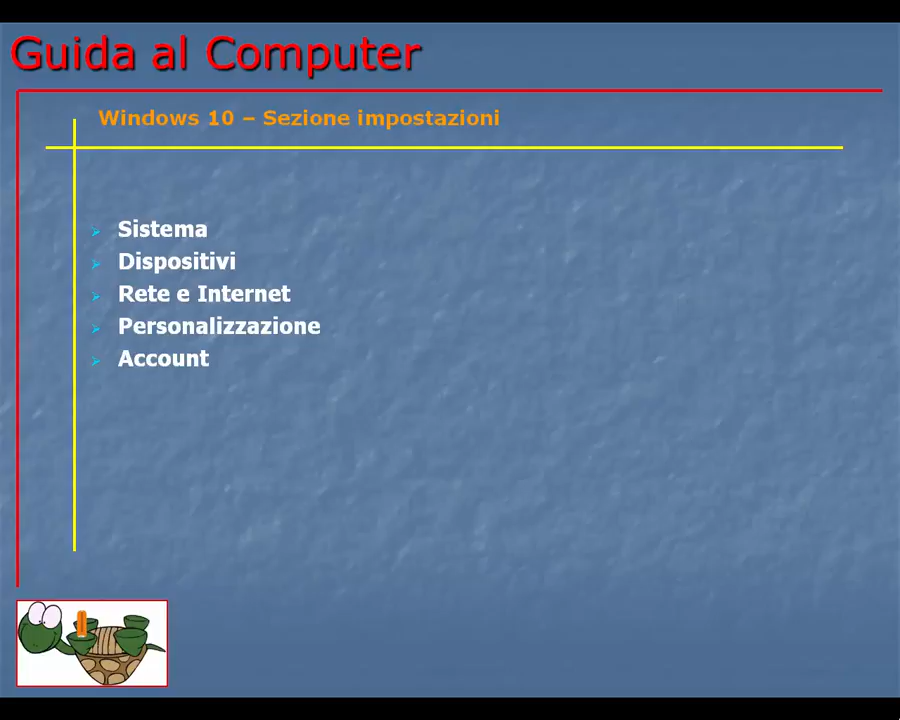 Guida al Computer
Windows 10 – Sezione impostazioni
Sistema
Dispositivi
Rete e Internet
Personalizzazione
Account